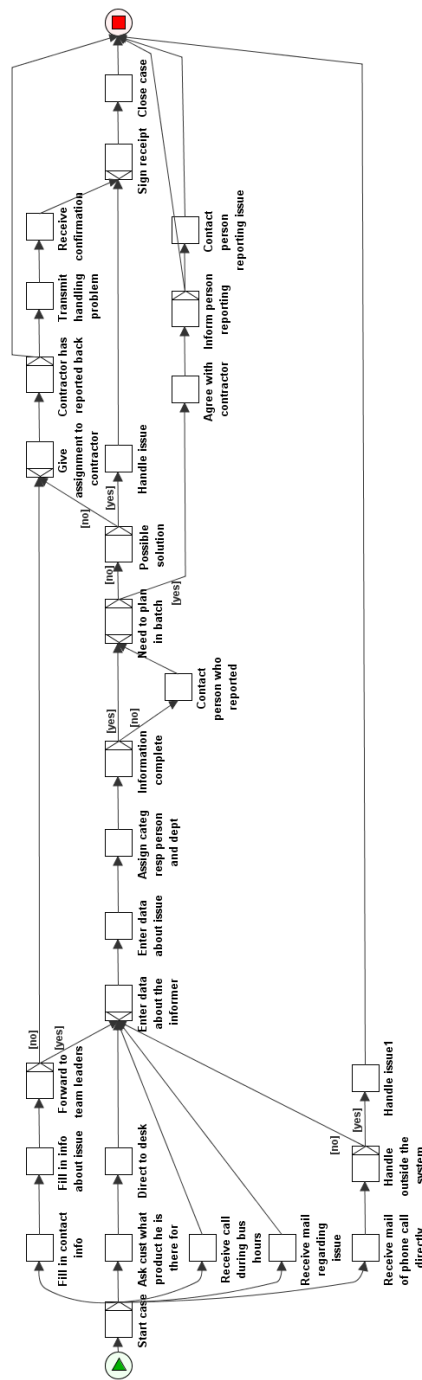 Start case
Fill in contact
info
Ask cust what
product he is
there for
Receive call
during bus
hours
Receive mail
regarding
issue
Receive mail
of phone call
directly
Fill in info
about issue
Direct to desk
Handle
outside the
system
[no]
[yes]
Handle issue1
Forward to
team leaders
[no]
[yes]
Enter data
about the
informer
Enter data
about issue
Assign categ
resp person
and dept
Information
complete
[yes]
[no]
Contact
person who
reported
Need to plan
in batch
[no]
[yes]
Possible
solution
[no]
[yes]
Give
assignment to
contractor
Handle issue
Agree with
contractor
Contractor has
reported back
Inform person
reporting
Transmit
handling
problem
Contact
person
reporting issue
Receive
confirmation
Sign receipt
Close case